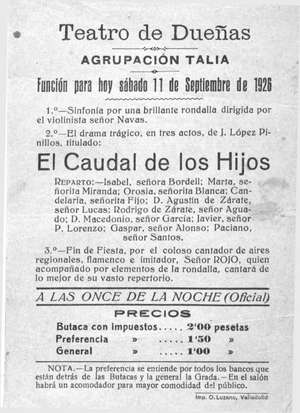 Teatro de Dueñas
AGRUPACIÓN TALIA
Función para hoy sábado 11 de Septiembre de 1926
1.º—Sinfonía por una brillante rondalla dirigida por
el violinista señor Navas.
2.º—El drama trágico, en tres actos, de J. López Pi-
nillos, titulado:
El Caudal de los Hijos
REPARTO:—Isabel, señora Bordell; Marta, se-
ñorita Miranda; Orosia, señorita Blanca; Can-
delaria, señorita Fijo; D. Agustín de Zárate,
señor Lucas; Rodrigo de Zárate, señor Agua-
do; D. Macedonio, señor García; Javier, señor
P. Lorenzo; Gaspar, señor Alonso; Paciano,
señor Santos.
3.º—Fin de Fiesta, por el coloso cantador de aires
regionales, flamenco e imitador, Señor ROJO, quien
acompañado por elementos de la rondalla, cantará de
lo mejor de su vasto repertorio.
A LAS ONCE DE LA NOCHE (Oficial)
PRECIOS
Butaca con impuestos..... 2'00 pesetas
Preferencia » ..... 1'50 »
General » ..... 1'00 »
NOTA.—La preferencia se entiende por todos los bancos que
están detrás de las Butacas y la general la Grada.—En el salón
habrá un acomodador para mayor comodidad del público.
Imp. O. Luzano, Valladolid